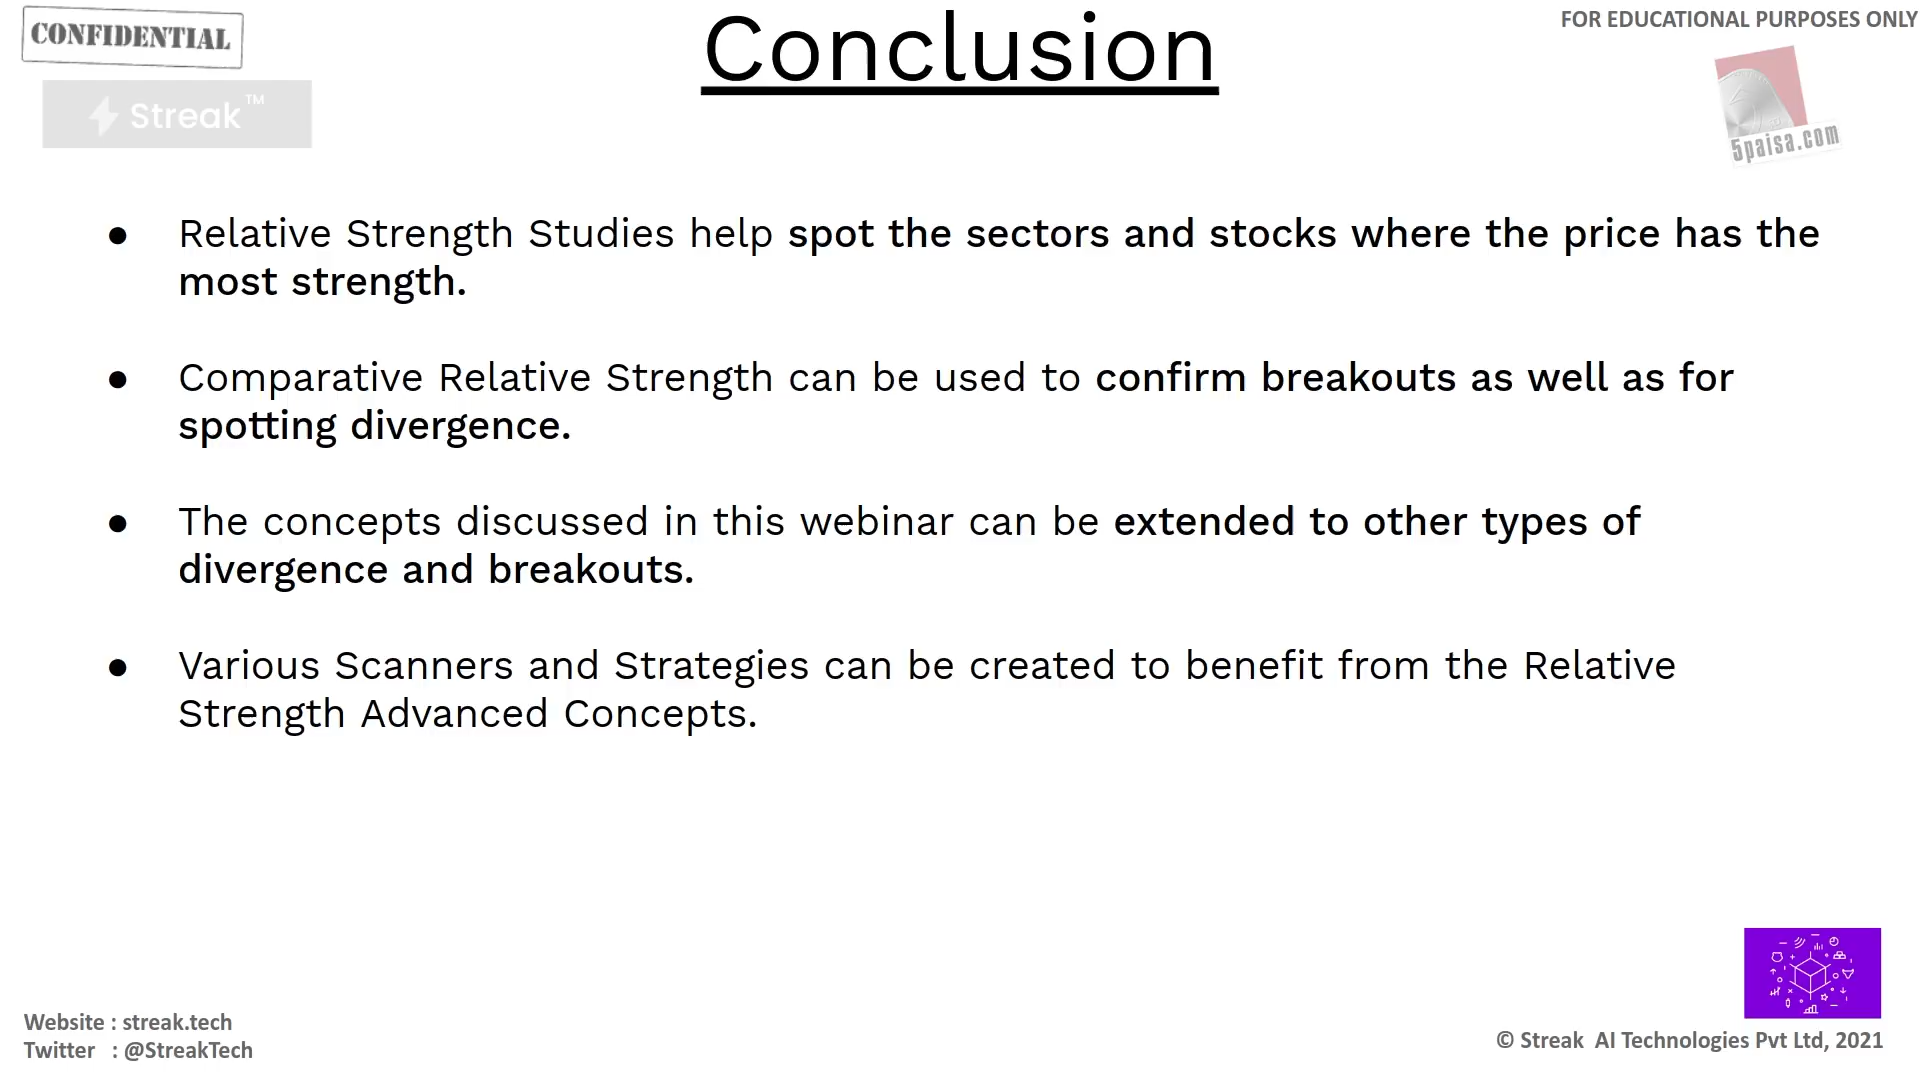 CONFIDENTIAL
Conclusion
FOR EDUCATIONAL PURPOSES ONLY
Streak™
5paisa.com
● Relative Strength Studies help spot the sectors and stocks where the price has the
most strength.
● Comparative Relative Strength can be used to confirm breakouts as well as for
spotting divergence.
● The concepts discussed in this webinar can be extended to other types of
divergence and breakouts.
● Various Scanners and Strategies can be created to benefit from the Relative
Strength Advanced Concepts.
Website : streak.tech
Twitter : @StreakTech
© Streak AI Technologies Pvt Ltd, 2021